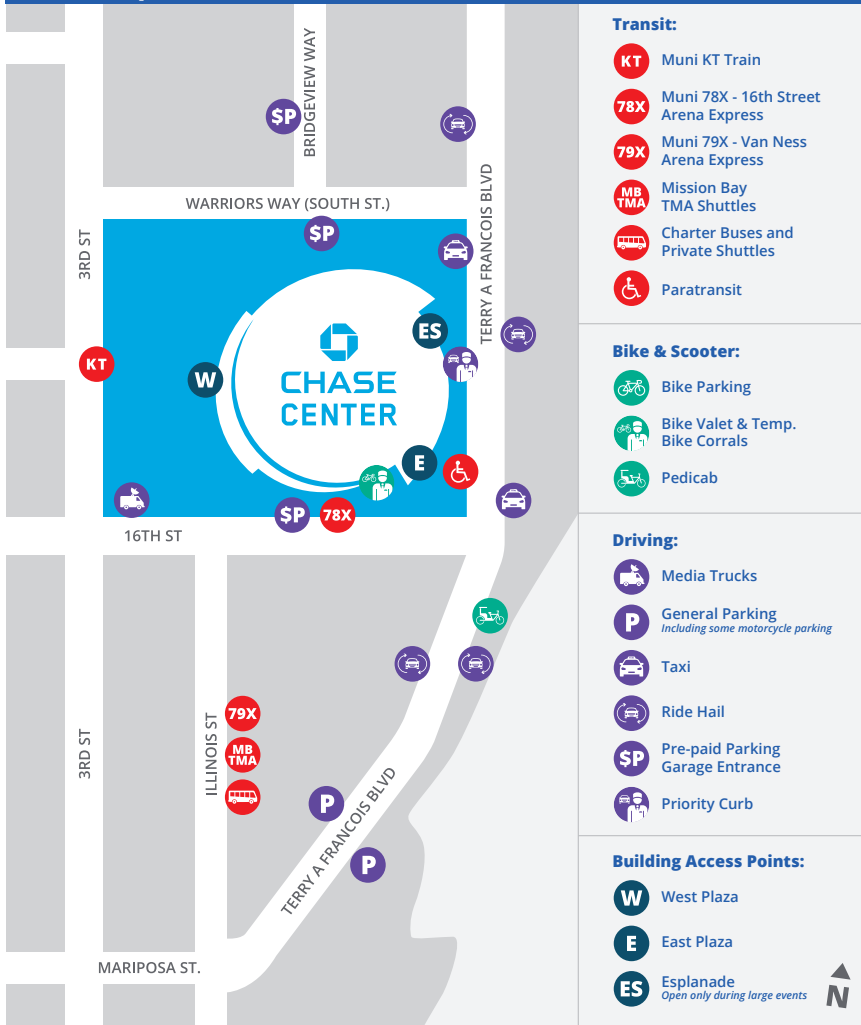 BRIDGEVIEW WAY
$P
WARRIORS WAY (SOUTH ST.)
$P
3RD ST
TERRY A FRANCOIS BLVD
ES
KT
W
CHASE
CENTER
E
$P
78X
16TH ST
79X
MB
TMA
3RD ST
ILLINOIS ST
P
P
TERRY A FRANCOIS BLVD
MARIPOSA ST.
Transit:
KT
Muni KT Train
78X
Muni 78X - 16th Street
Arena Express
79X
Muni 79X - Van Ness
Arena Express
MB
TMA
Mission Bay
TMA Shuttles
Charter Buses and
Private Shuttles
Paratransit
Bike & Scooter:
Bike Parking
Bike Valet & Temp.
Bike Corrals
Pedicab
Driving:
Media Trucks
P
General Parking
Including some motorcycle parking
Taxi
Ride Hail
$P
Pre-paid Parking
Garage Entrance
Priority Curb
Building Access Points:
W
West Plaza
E
East Plaza
ES
Esplanade
Open only during large events
N